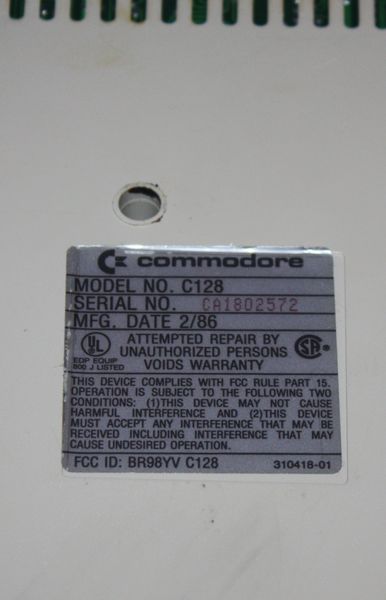 commodore
MODEL NO. C128
SERIAL NO. CA1802572
MFG. DATE 2/86
UL
EDP EQUIP
800 J LISTED
ATTEMPTED REPAIR BY
UNAUTHORIZED PERSONS
VOIDS WARRANTY
SA
THIS DEVICE COMPLIES WITH FCC RULE PART 15.
OPERATION IS SUBJECT TO THE FOLLOWING TWO
CONDITIONS: (1)THIS DEVICE MAY NOT CAUSE
HARMFUL INTERFERENCE AND (2)THIS DEVICE
MUST ACCEPT ANY INTERFERENCE THAT MAY BE
RECEIVED INCLUDING INTERFERENCE THAT MAY
CAUSE UNDESIRED OPERATION.
FCC ID: BR98YV C128 310418-01